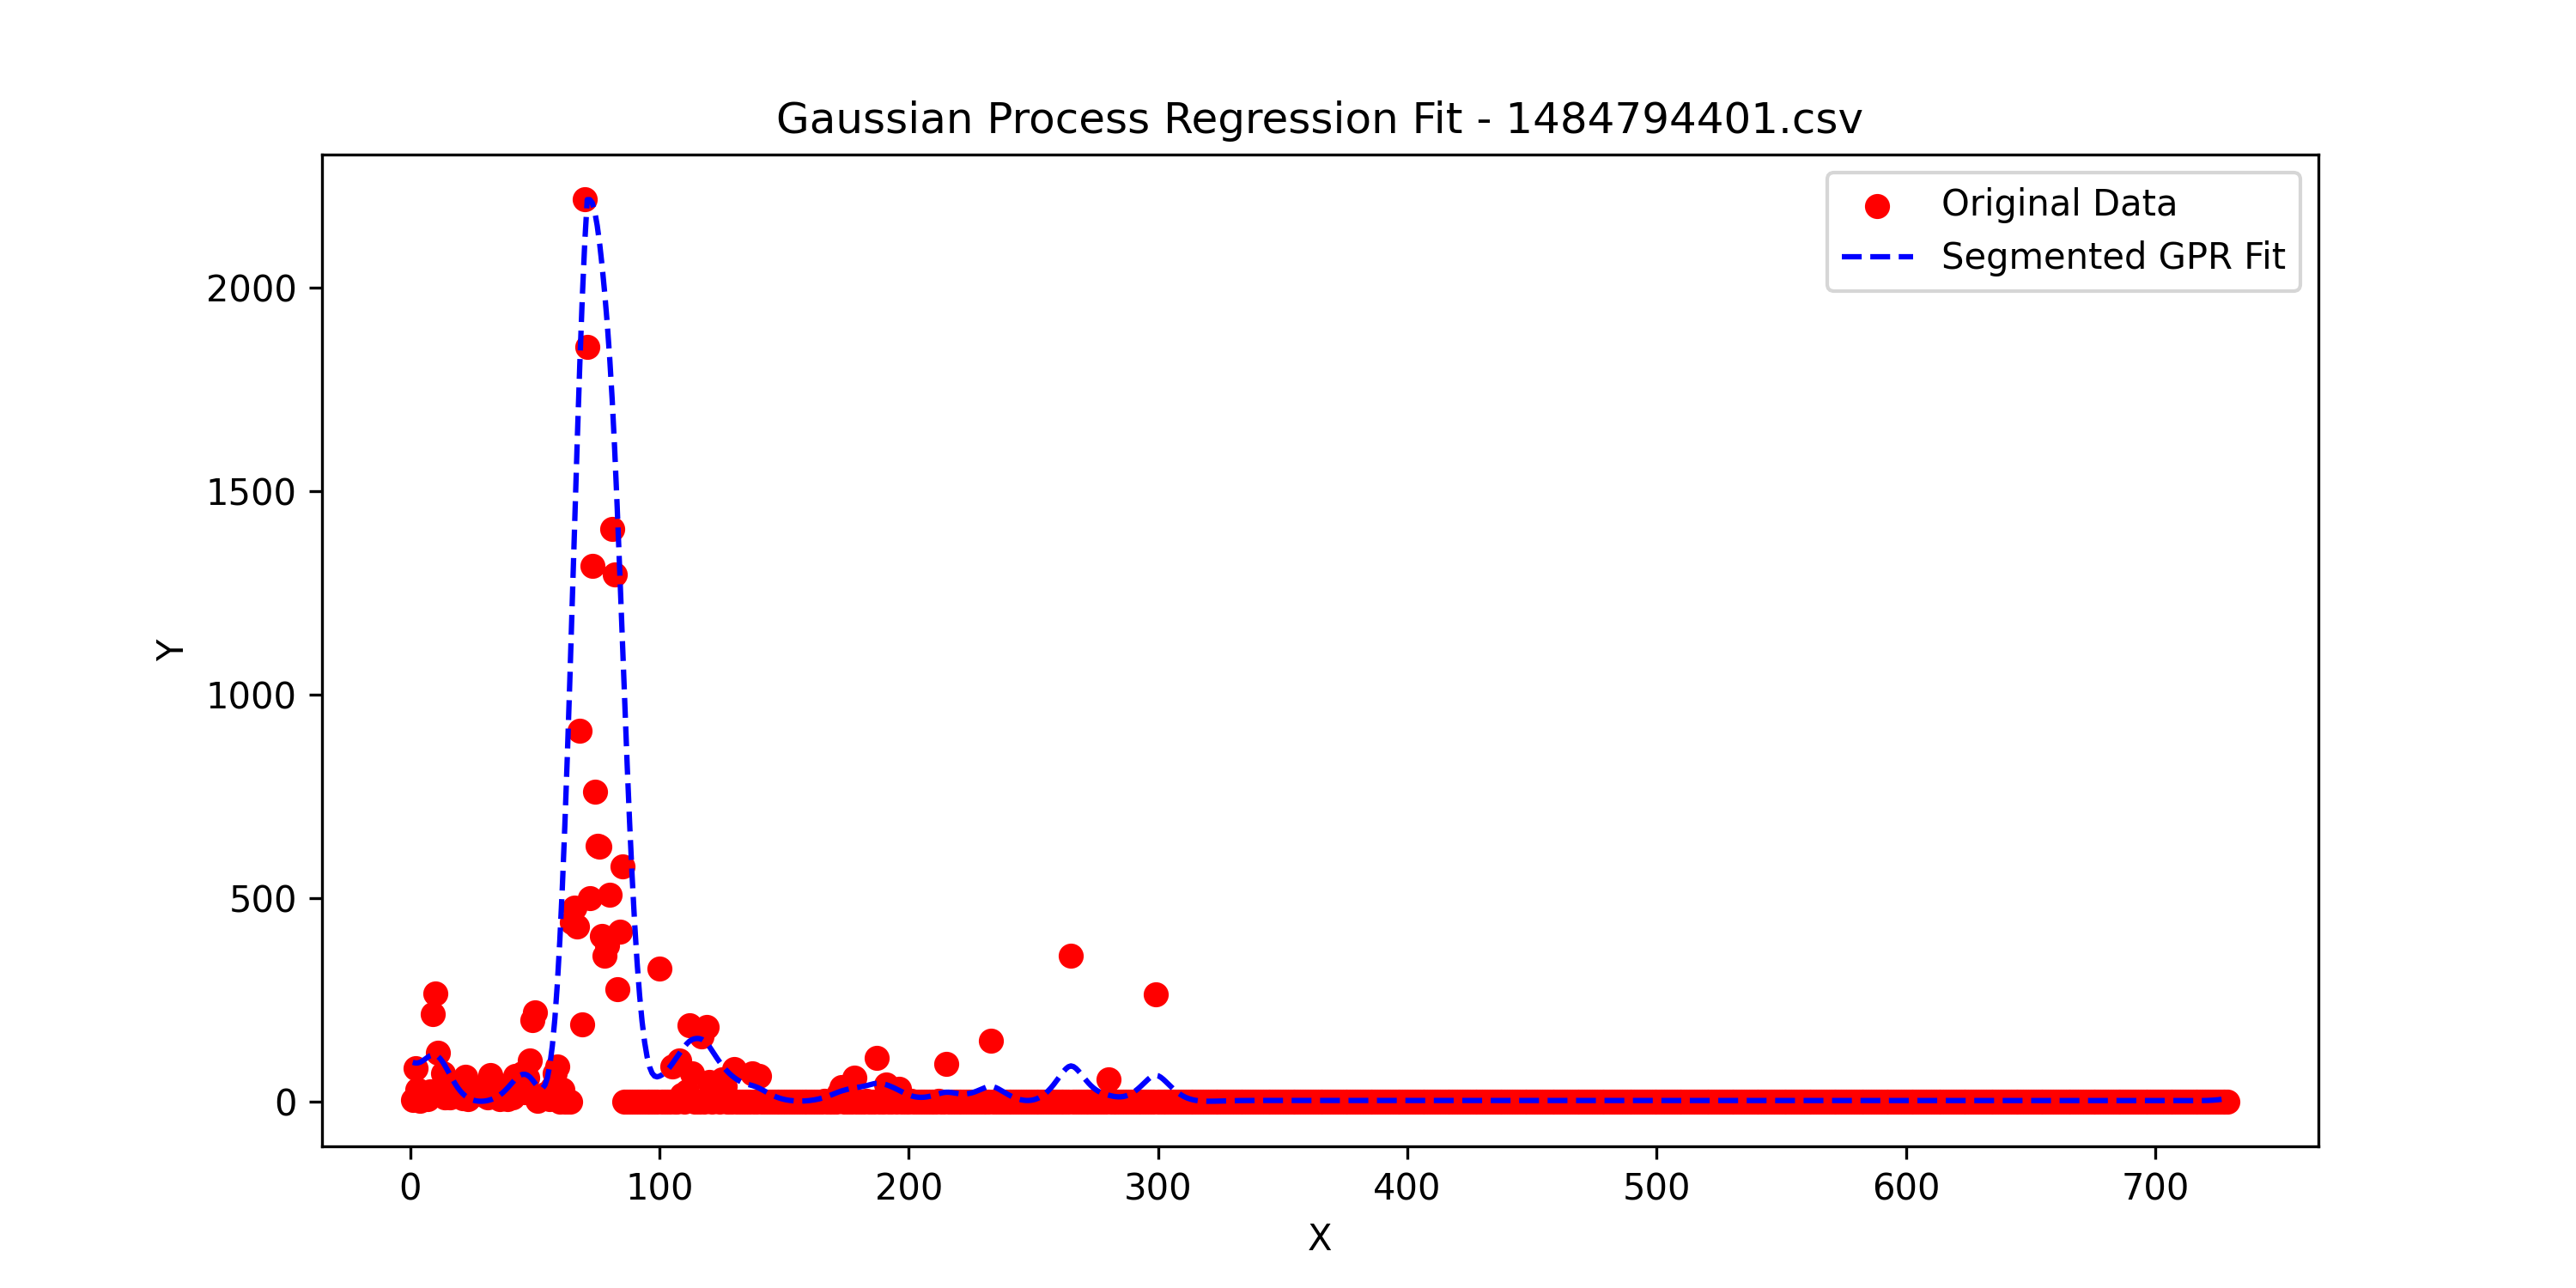 Gaussian Process Regression Fit - 1484794401.csv
Original Data
Segmented GPR Fit
2000
1500
1000
500
0
Y
0 100 200 300 400 500 600 700
X